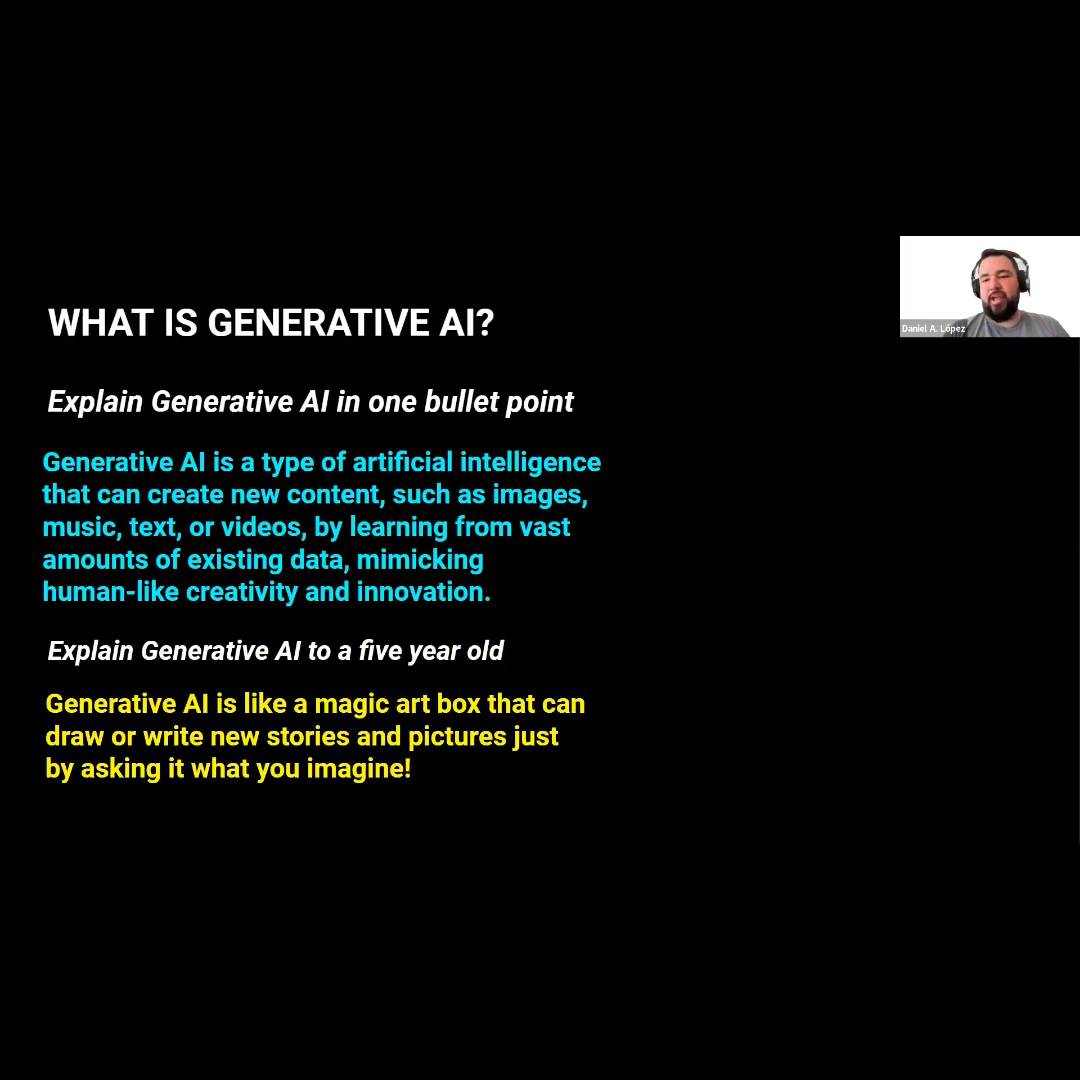 WHAT IS GENERATIVE AI?
Explain Generative AI in one bullet point
Generative AI is a type of artificial intelligence
that can create new content, such as images,
music, text, or videos, by learning from vast
amounts of existing data, mimicking
human-like creativity and innovation.
Explain Generative AI to a five year old
Generative AI is like a magic art box that can
draw or write new stories and pictures just
by asking it what you imagine!
Daniel A. López